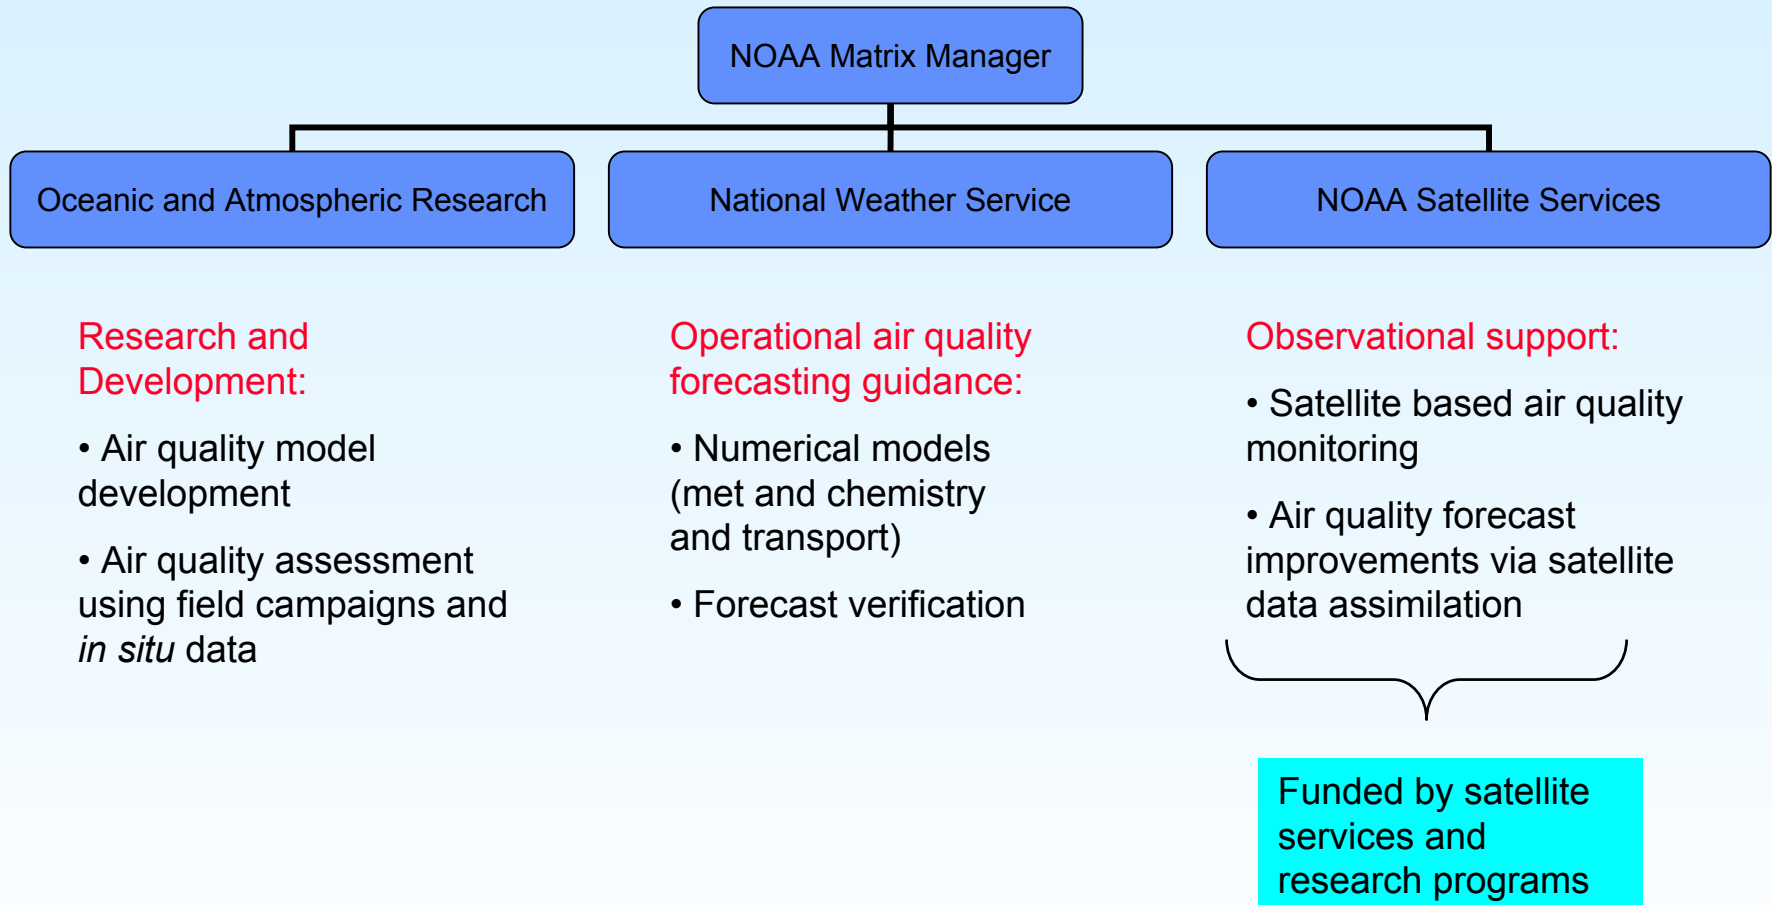 NOAA Matrix Manager
Oceanic and Atmospheric Research
National Weather Service
NOAA Satellite Services
Research and
Development:
• Air quality model
development
• Air quality assessment
using field campaigns and
in situ data
Operational air quality
forecasting guidance:
• Numerical models
(met and chemistry
and transport)
• Forecast verification
Observational support:
• Satellite based air quality
monitoring
• Air quality forecast
improvements via satellite
data assimilation
Funded by satellite
services and
research programs